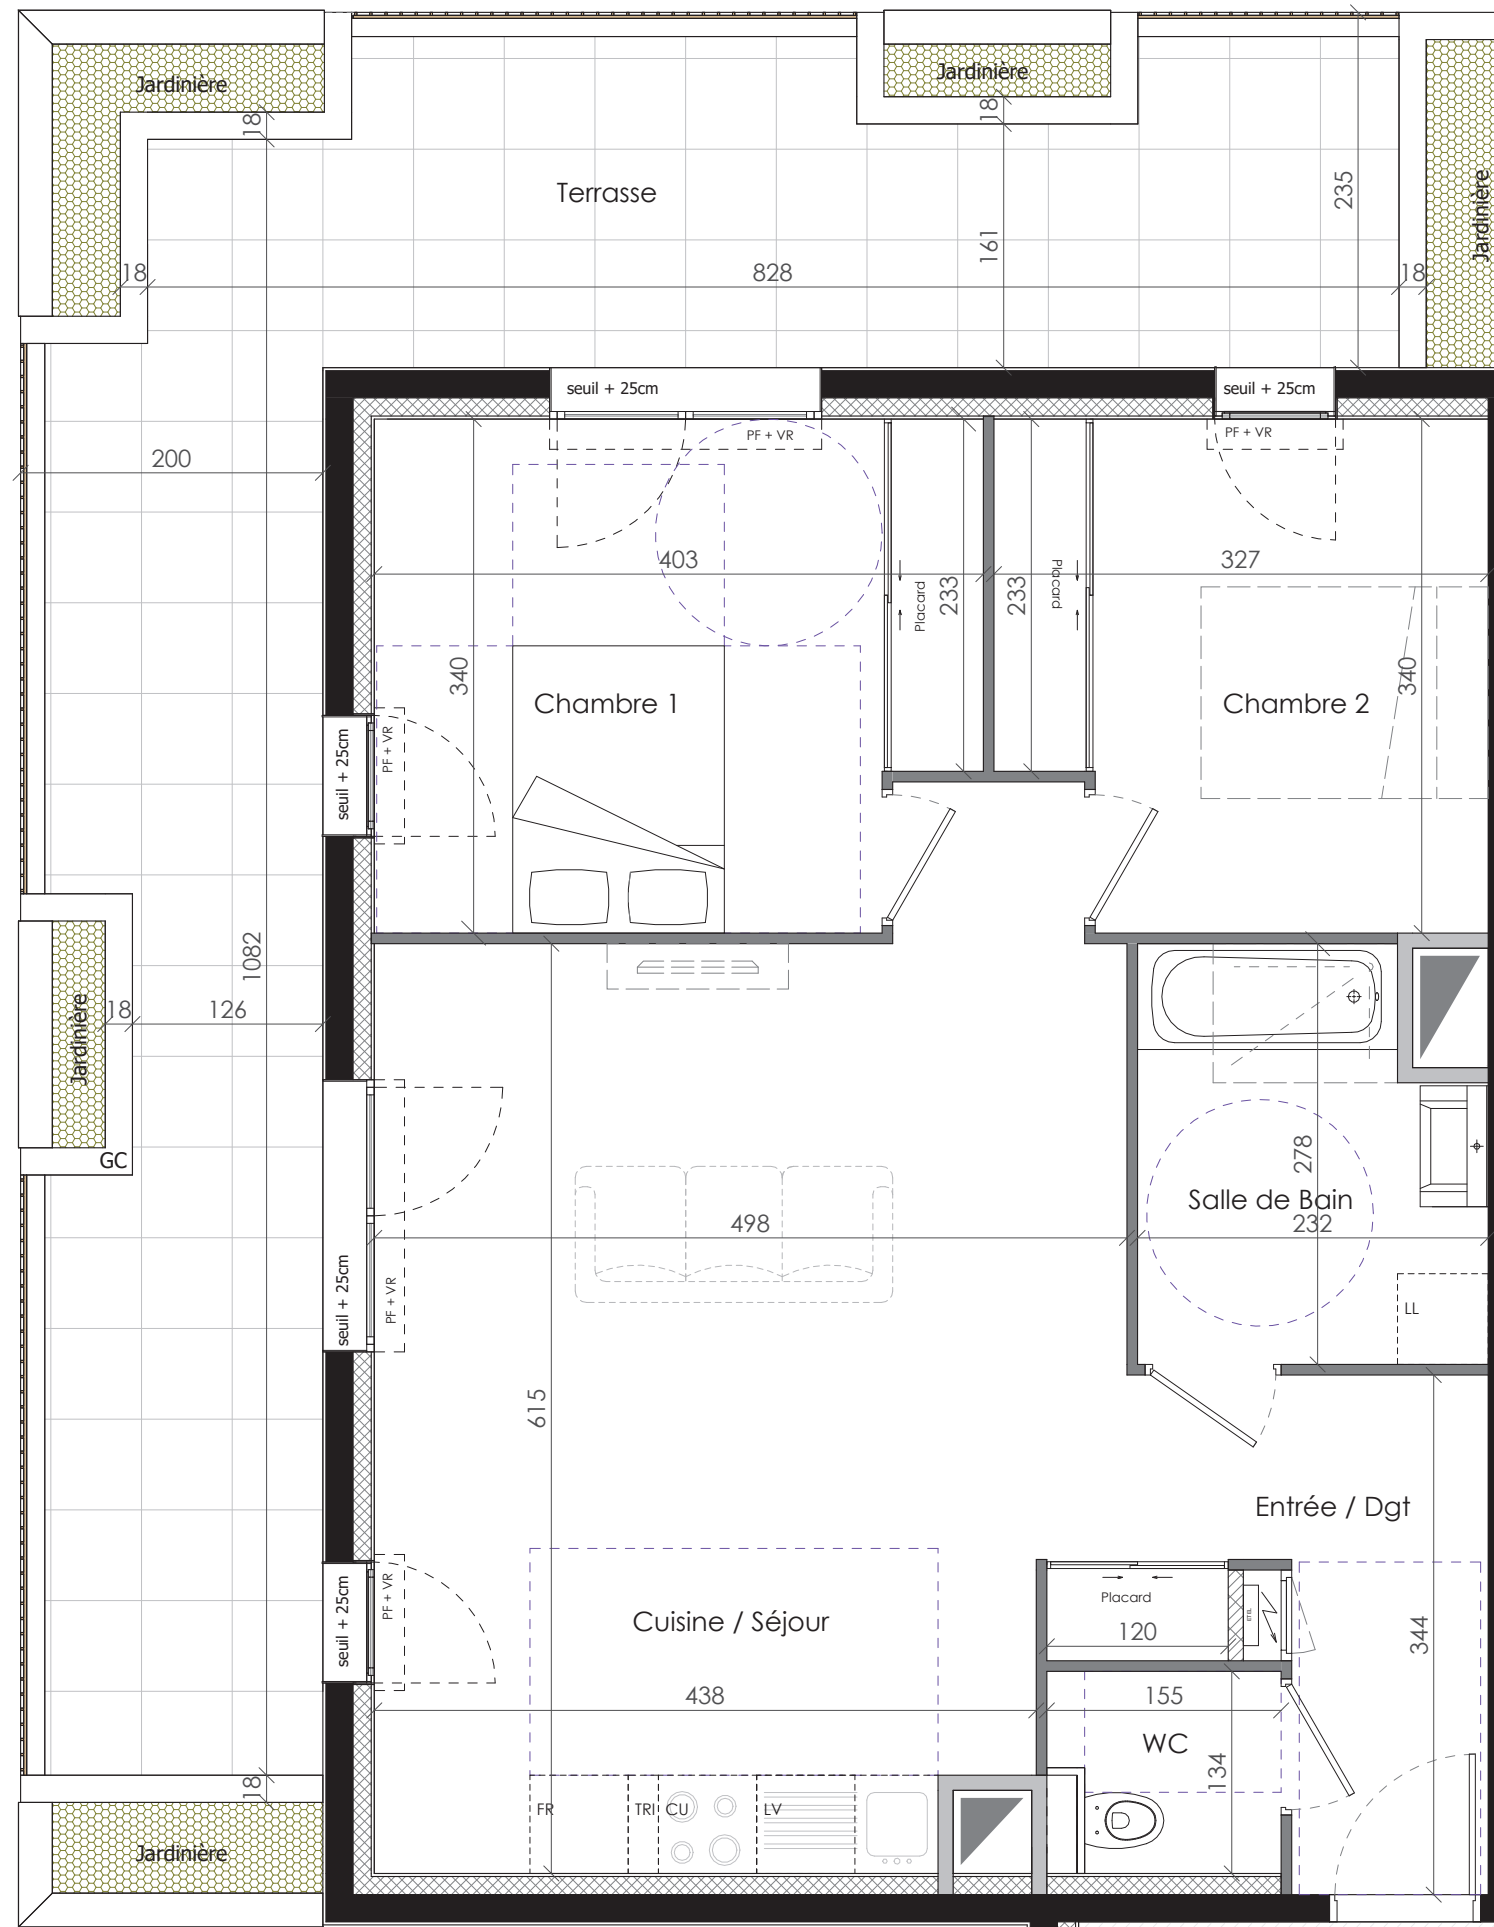 Jardinière
Jardinière
18
18
Terrasse
235
Jardinière
161
18
828
18
seuil + 25cm
seuil + 25cm
PF + VR
PF + VR
200
403
327
233
Placard
233
Placard
340
Chambre 1
Chambre 2
340
seuil + 25cm
PF + VR
1082
Jardinière
18
126
GC
278
Salle de Bain
498
232
seuil + 25cm
PF + VR
LL
615
Entrée / Dgt
seuil + 25cm
PF + VR
Cuisine / Séjour
Placard
120
344
438
155
WC
134
18
FR
TRI
CU
LV
Jardinière